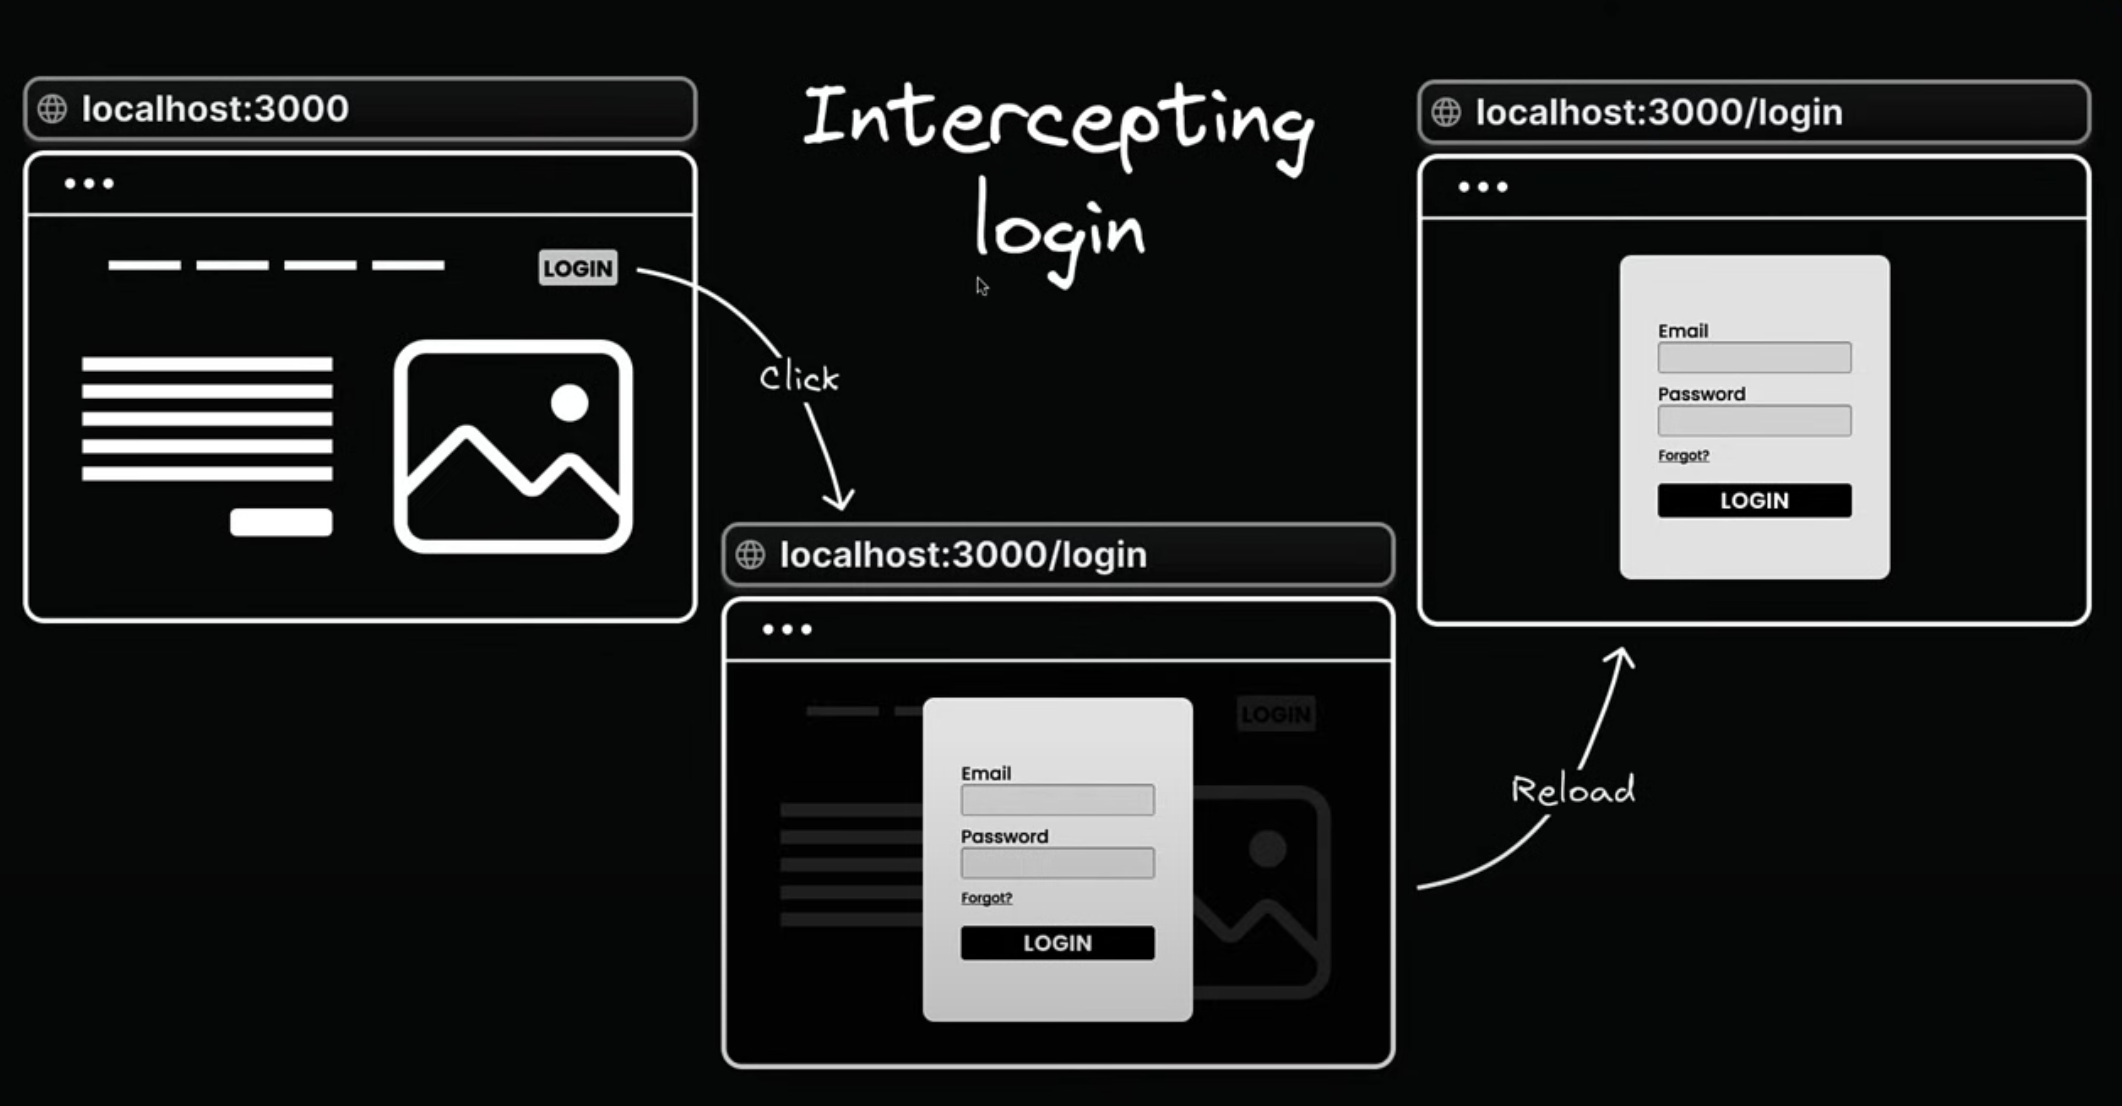 localhost:3000
LOGIN
Intercepting
login
Click
localhost:3000/login
LOGIN
Email
Password
Forgot?
LOGIN
Reload
localhost:3000/login
Email
Password
Forgot?
LOGIN